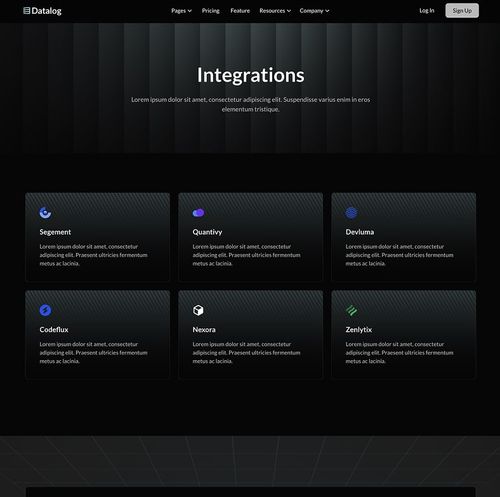 Datalog
Pages
Pricing
Feature
Resources
Company
Log In
Sign Up
Integrations
Lorem ipsum dolor sit amet, consectetur adipiscing elit. Suspendisse varius enim in eros
elementum tristique.
Segement
Lorem ipsum dolor sit amet, consectetur
adipiscing elit. Praesent ultricies fermentum
metus ac lacinia.
Quantivy
Lorem ipsum dolor sit amet, consectetur
adipiscing elit. Praesent ultricies fermentum
metus ac lacinia.
Devluma
Lorem ipsum dolor sit amet, consectetur
adipiscing elit. Praesent ultricies fermentum
metus ac lacinia.
Codeflux
Lorem ipsum dolor sit amet, consectetur
adipiscing elit. Praesent ultricies fermentum
metus ac lacinia.
Nexora
Lorem ipsum dolor sit amet, consectetur
adipiscing elit. Praesent ultricies fermentum
metus ac lacinia.
Zenlytix
Lorem ipsum dolor sit amet, consectetur
adipiscing elit. Praesent ultricies fermentum
metus ac lacinia.